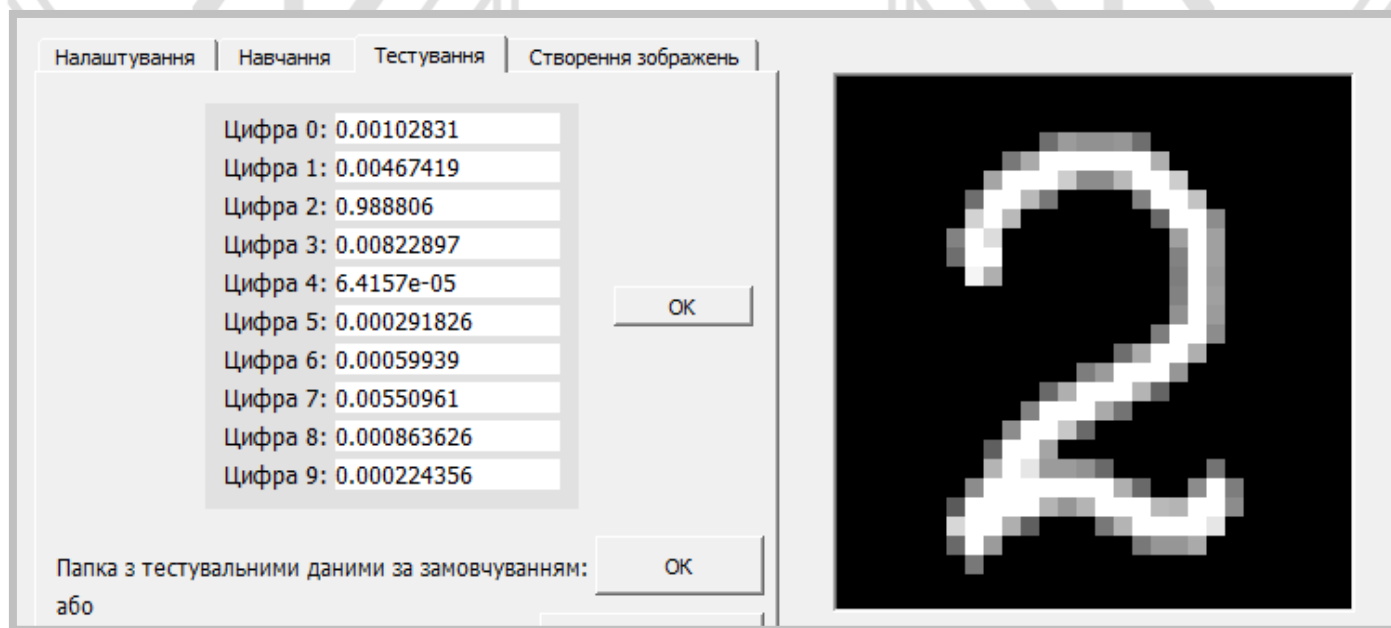 Налаштування Навчання Тестування Створення зображень
Цифра 0: 0.00102831
Цифра 1: 0.00467419
Цифра 2: 0.988806
Цифра 3: 0.00822897
Цифра 4: 6.4157e-05
Цифра 5: 0.000291826
Цифра 6: 0.00059939
Цифра 7: 0.00550961
Цифра 8: 0.000863626
Цифра 9: 0.000224356
OK
Папка з тестувальними даними за замовчуванням: OK
або
2